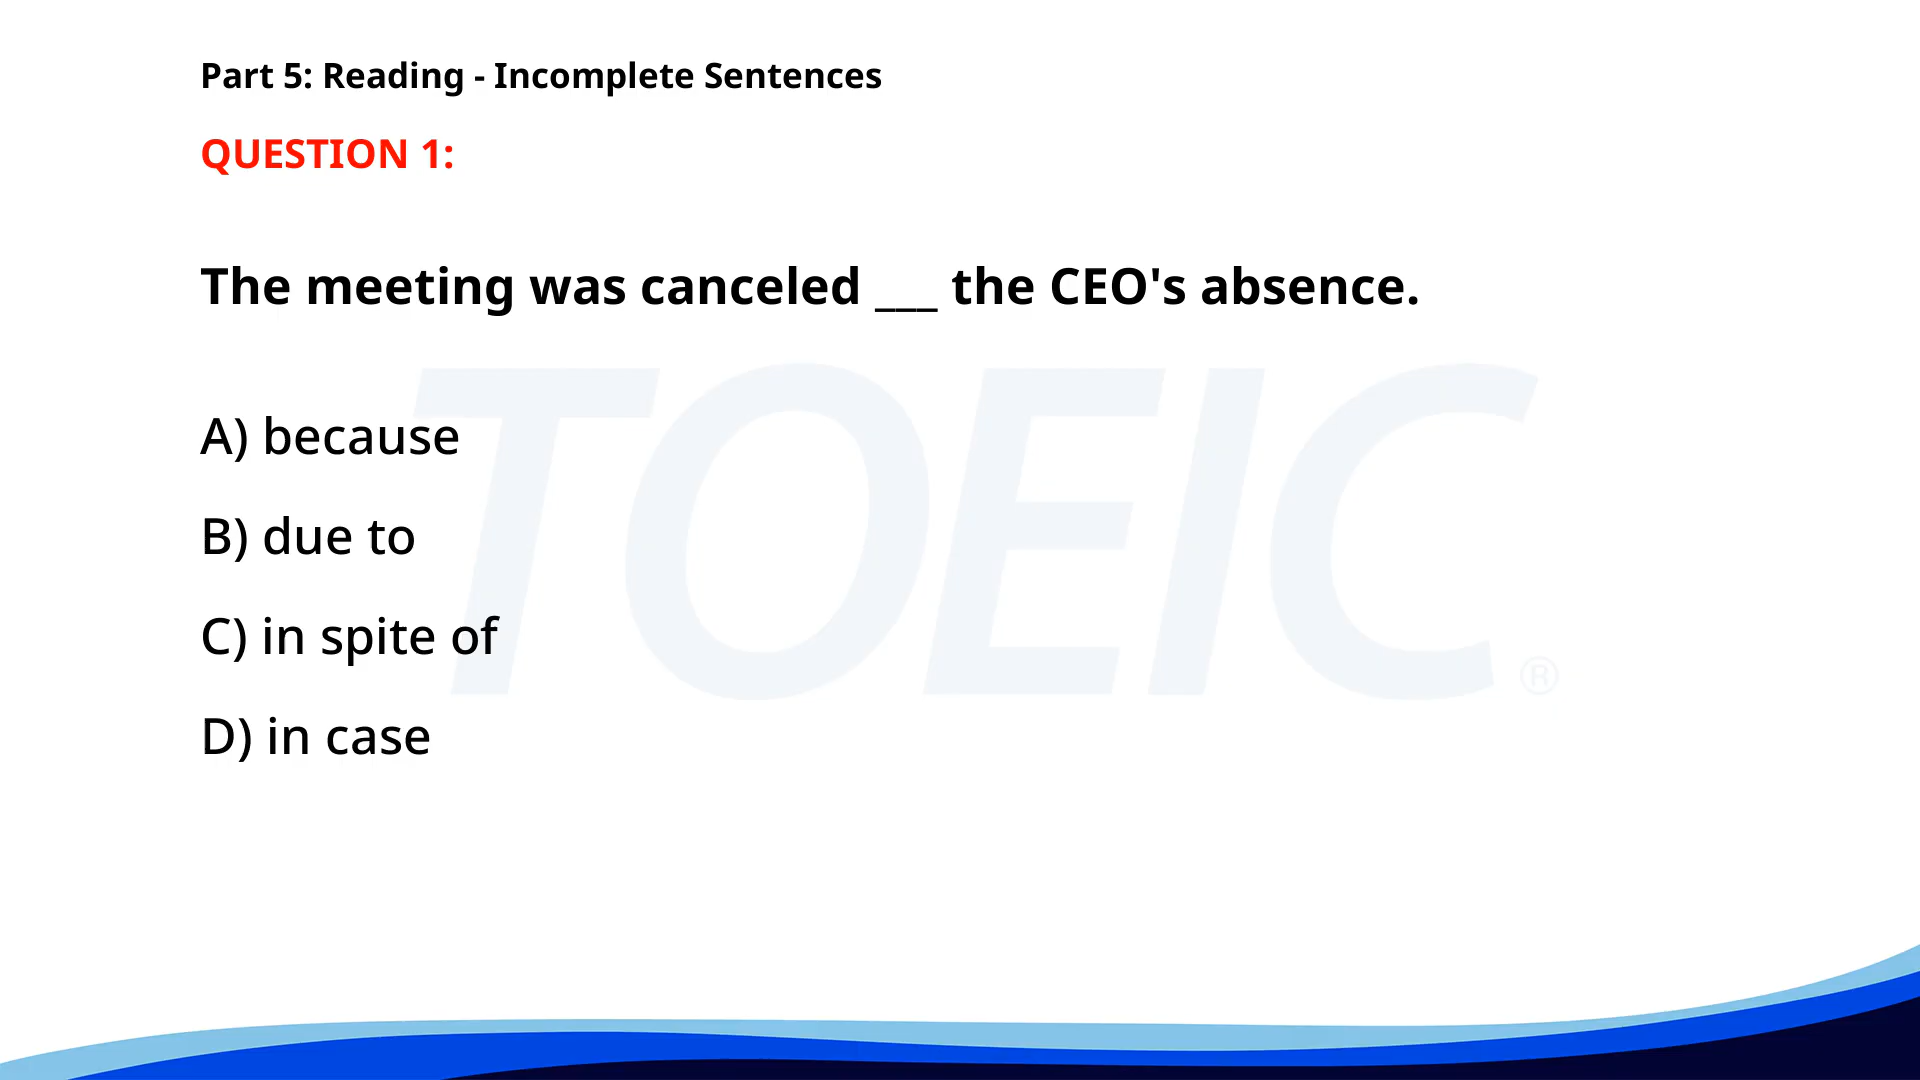 Part 5: Reading - Incomplete Sentences
QUESTION 1:
The meeting was canceled ___ the CEO's absence.
TOEIC®
A) because
B) due to
C) in spite of
D) in case